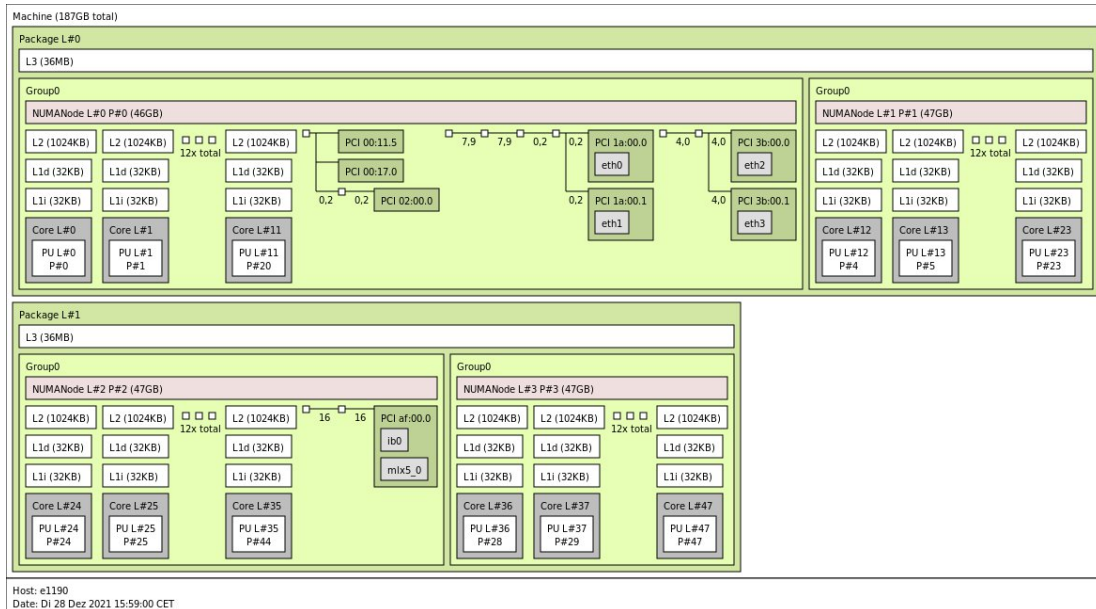 Machine (187GB total)
Package L#0
L3 (36MB)
Group0
NUMANode L#0 P#0 (46GB)
L2 (1024KB) L2 (1024KB) 12x total L2 (1024KB)
L1d (32KB) L1d (32KB) L1d (32KB)
L1i (32KB) L1i (32KB) L1i (32KB)
Core L#0 Core L#1 Core L#11
PU L#0 PU L#1 PU L#11
P#0 P#1 P#20
PCI 00:11.5
PCI 00:17.0
0,2 0,2 PCI 02:00.0
7,9 7,9 0,2 0,2 PCI 1a:00.0
eth0
0,2 PCI 1a:00.1
eth1
4,0 4,0 PCI 3b:00.0
eth2
4,0 PCI 3b:00.1
eth3
Group0
NUMANode L#1 P#1 (47GB)
L2 (1024KB) L2 (1024KB) 12x total L2 (1024KB)
L1d (32KB) L1d (32KB) L1d (32KB)
L1i (32KB) L1i (32KB) L1i (32KB)
Core L#12 Core L#13 Core L#23
PU L#12 PU L#13 PU L#23
P#4 P#5 P#23
Package L#1
L3 (36MB)
Group0
NUMANode L#2 P#2 (47GB)
L2 (1024KB) L2 (1024KB) 12x total L2 (1024KB)
L1d (32KB) L1d (32KB) L1d (32KB)
L1i (32KB) L1i (32KB) L1i (32KB)
Core L#24 Core L#25 Core L#35
PU L#24 PU L#25 PU L#35
P#24 P#25 P#44
16 16 PCI af:00.0
ib0
mlx5_0
Group0
NUMANode L#3 P#3 (47GB)
L2 (1024KB) L2 (1024KB) 12x total L2 (1024KB)
L1d (32KB) L1d (32KB) L1d (32KB)
L1i (32KB) L1i (32KB) L1i (32KB)
Core L#36 Core L#37 Core L#47
PU L#36 PU L#37 PU L#47
P#28 P#29 P#47
Host: e1190
Date: Di 28 Dez 2021 15:59:00 CET